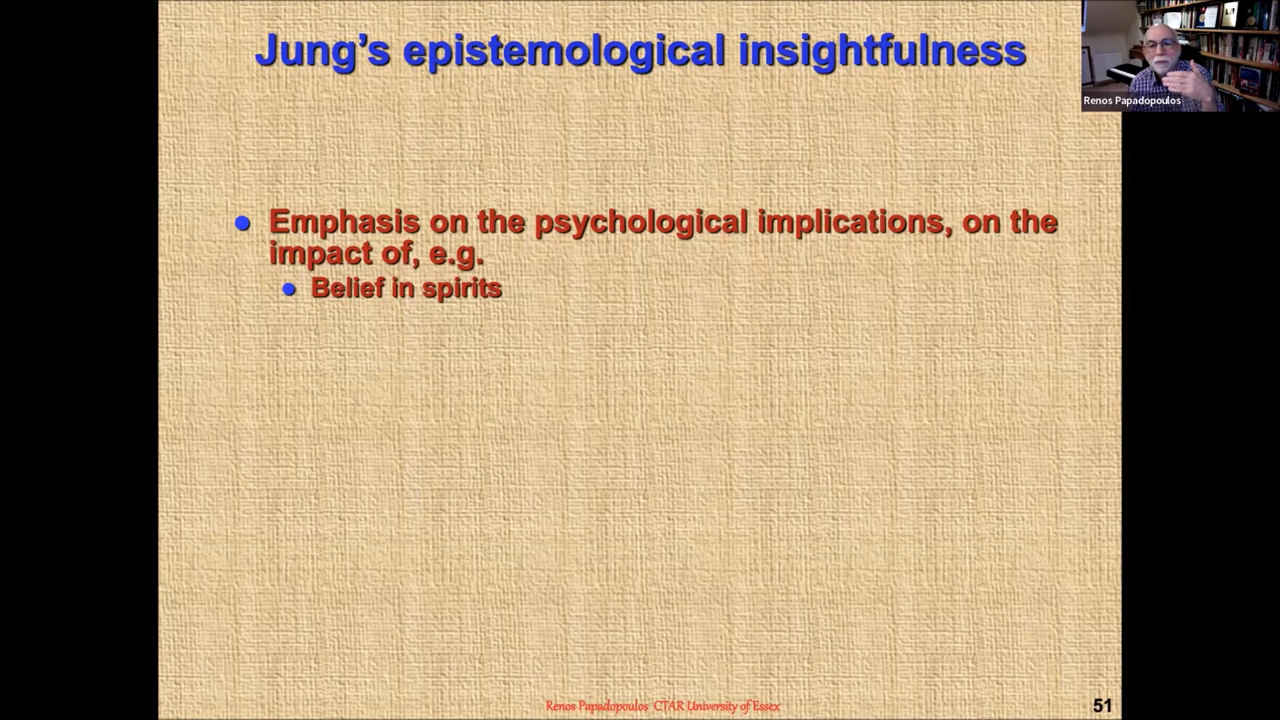 Jung's epistemological insightfulness
Renos Papadopoulos
● Emphasis on the psychological implications, on the
impact of, e.g.
● Belief in spirits
Renos Papadopoulos CTAR University of Essex
51